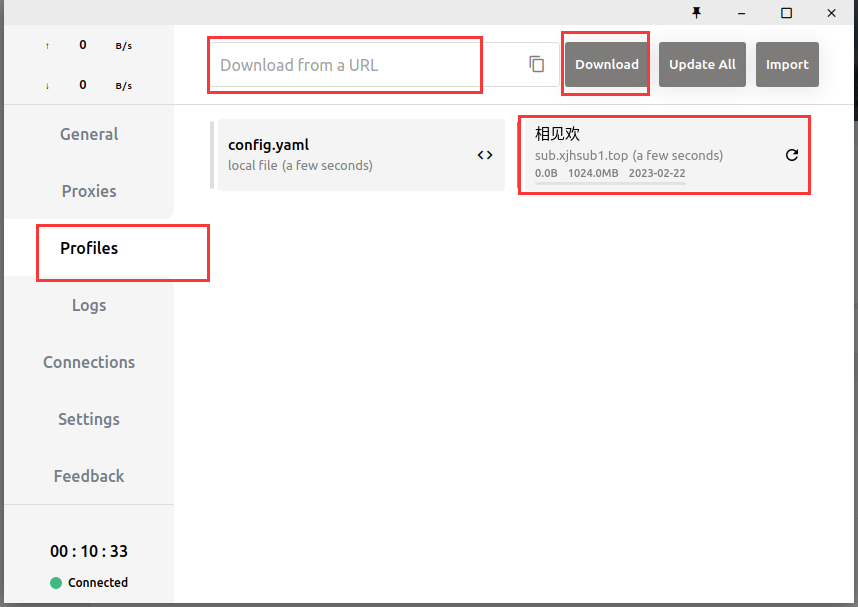 ↑ 0 B/s
↓ 0 B/s
General
Proxies
Profiles
Logs
Connections
Settings
Feedback
00 : 10 : 33
Connected
Download from a URL
Download
Update All
Import
config.yaml
local file (a few seconds)
相见欢
sub.xjhsub1.top (a few seconds)
0.0B 1024.0MB 2023-02-22